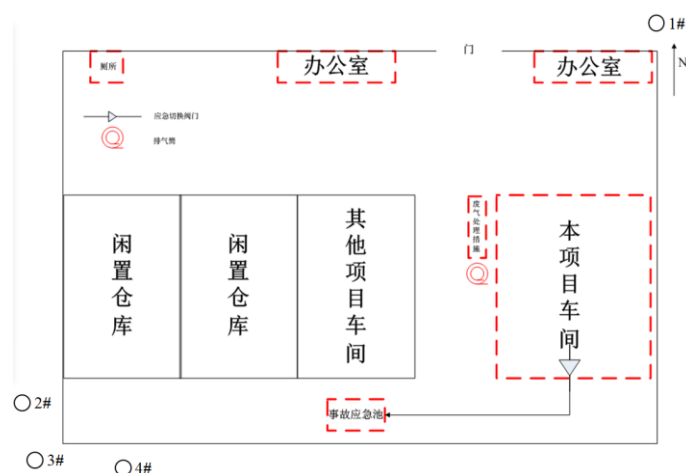 1#
门
厕所
办公室
办公室
N
应急切换阀门
排气筒
闲置仓库
闲置仓库
其他项目车间
废气处理措施
本项目车间
2#
事故应急池
3#
4#